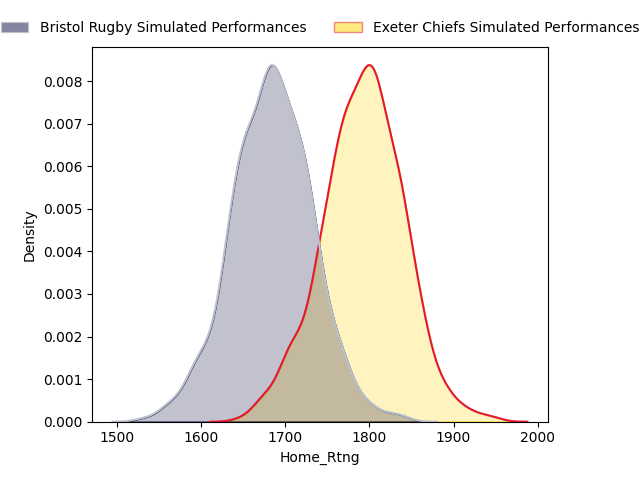 Bristol Rugby Simulated Performances
Exeter Chiefs Simulated Performances
0.008
0.007
0.006
0.005
0.004
0.003
0.002
0.001
0.000
Density
1500 1600 1700 1800 1900 2000
Home_Rtng